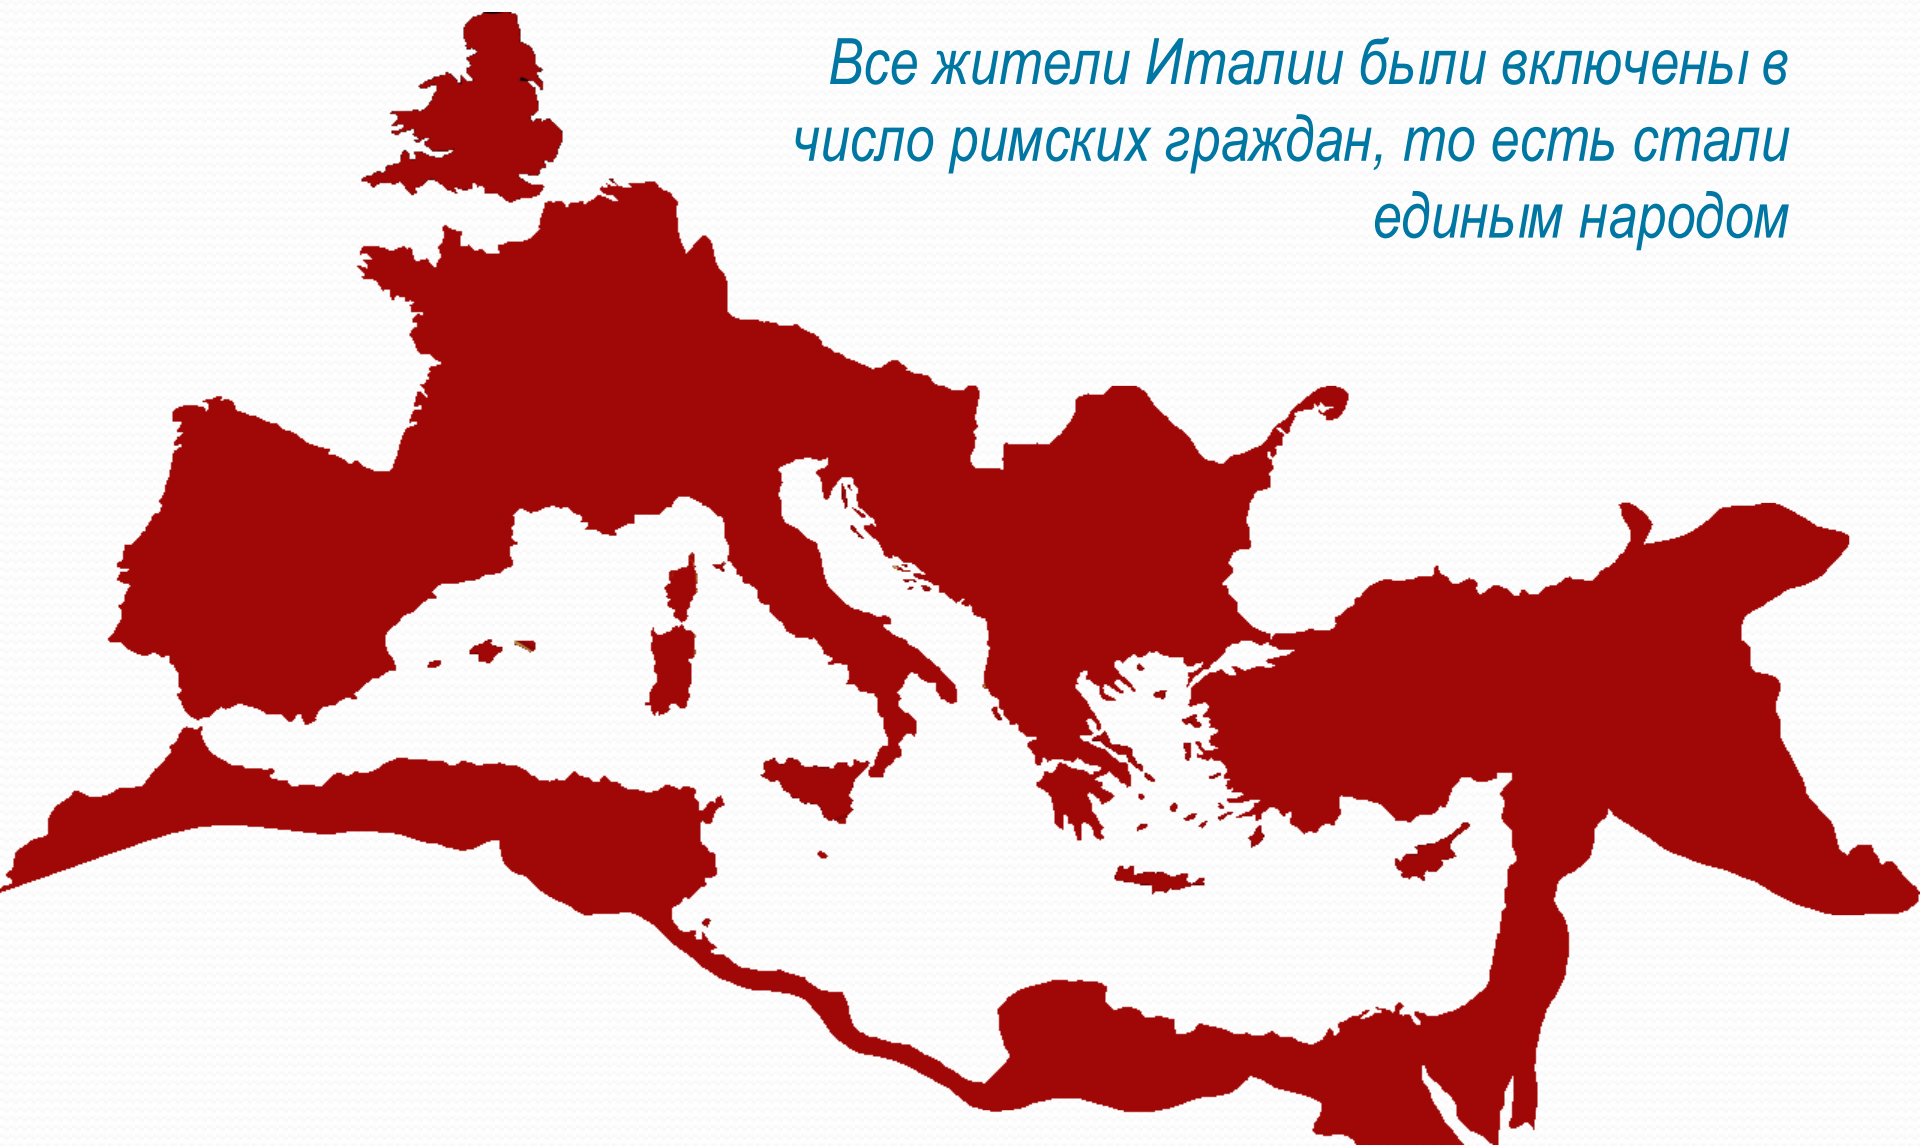 Все жители Италии были включены в
число римских граждан, то есть стали
единым народом